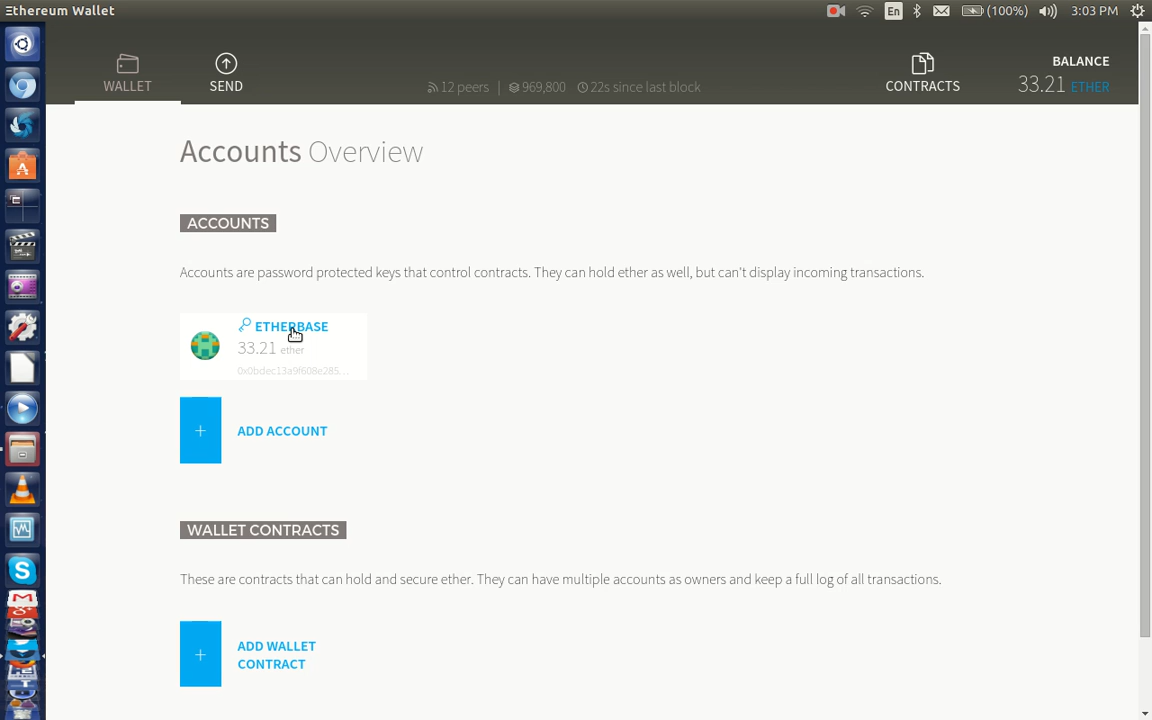 Ξthereum Wallet
En
(100%)
3:03 PM
WALLET
SEND
12 peers | 969,800 22s since last block
CONTRACTS
BALANCE
33.21 ETHER
Accounts Overview
ACCOUNTS
Accounts are password protected keys that control contracts. They can hold ether as well, but can't display incoming transactions.
ETHERBASE
33.21 ether
0x0bdec13a9f608e285...
+ ADD ACCOUNT
WALLET CONTRACTS
These are contracts that can hold and secure ether. They can have multiple accounts as owners and keep a full log of all transactions.
+ ADD WALLET
CONTRACT